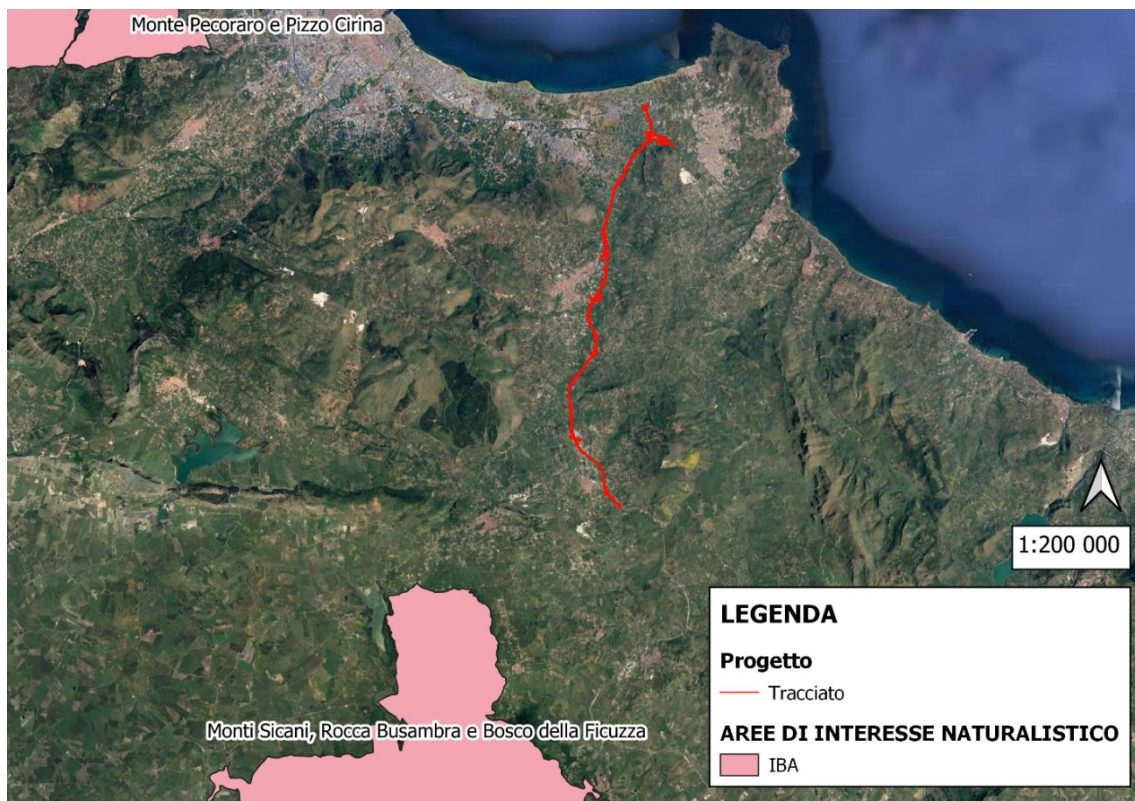 Monte Pecoraro e Pizzo Cirina
1:200 000
LEGENDA
Progetto
Tracciato
Monti Sicani, Rocca Busambra e Bosco della Ficuzza
AREE DI INTERESSE NATURALISTICO
IBA